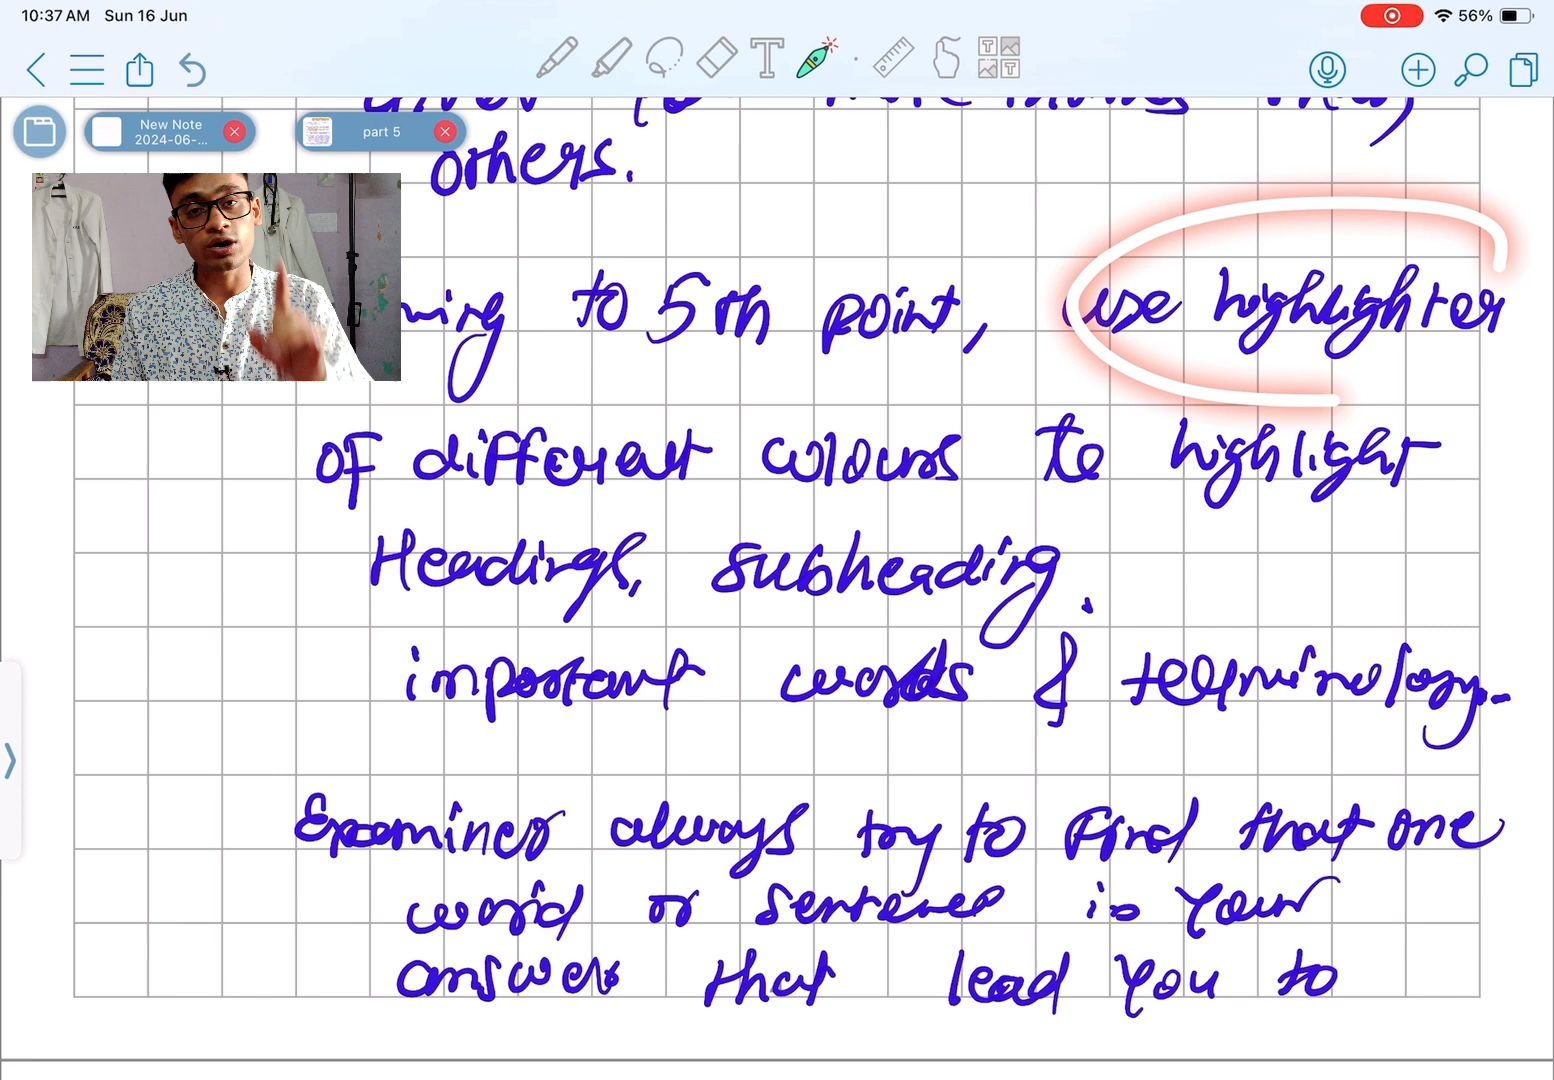 10:37 AM Sun 16 Jun
56%
New Note
2024-06-...
part 5
others.
to 5th point, use highlighter
of different colours to highlight
Headings, subheading.
important words & terminology.
Examiner always try to find that one
word or sentence is your
answer that lead you to